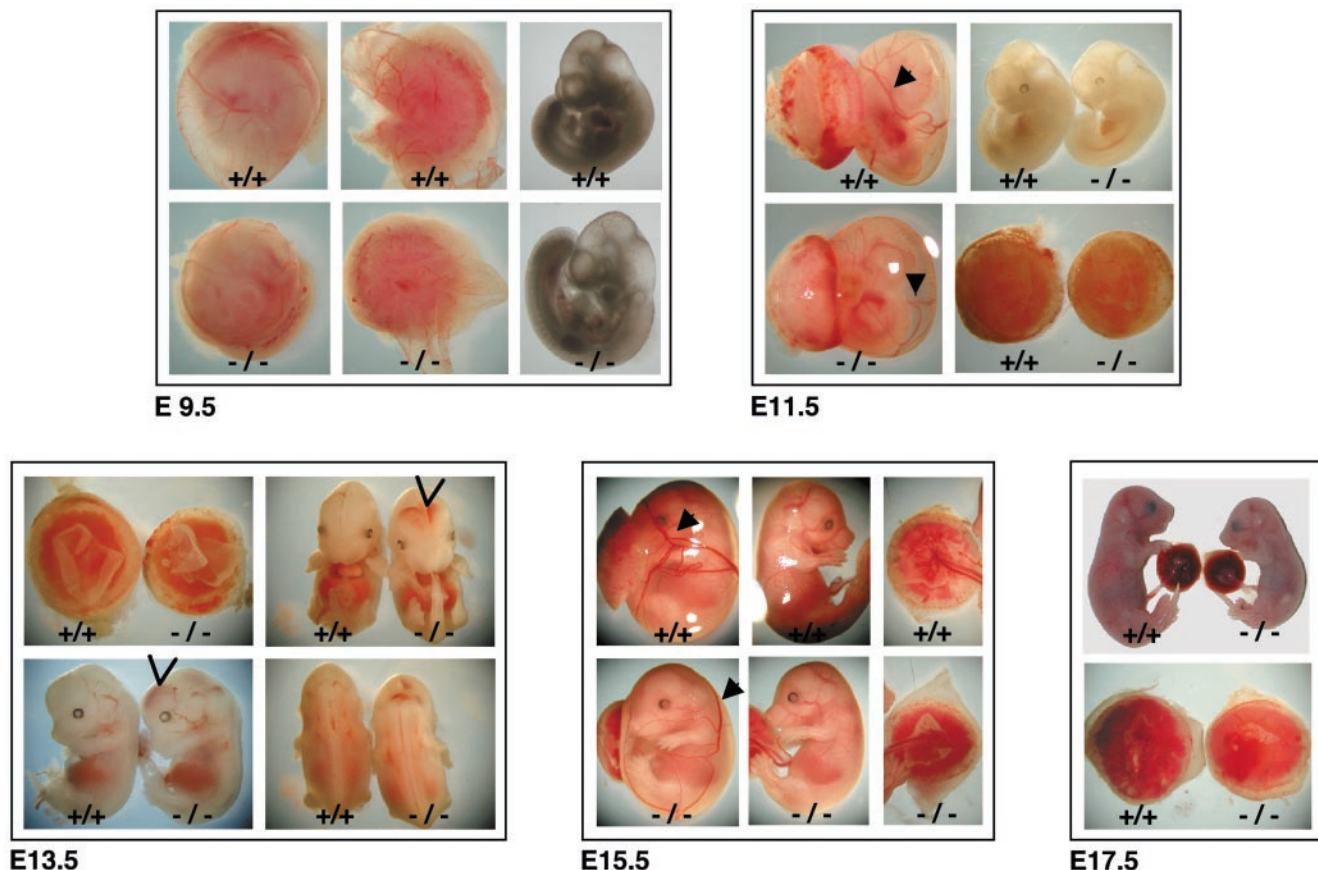 +/+ +/+ +/+
- / - - / - - / -
E 9.5
+/+ +/+ - / -
- / - +/+ - / -
E11.5
+/+ - / - +/+ - / -
+/+ - / - +/+ - / -
E13.5
+/+ +/+ +/+
- / - - / - - / -
E15.5
+/+ - / -
+/+ - / -
E17.5